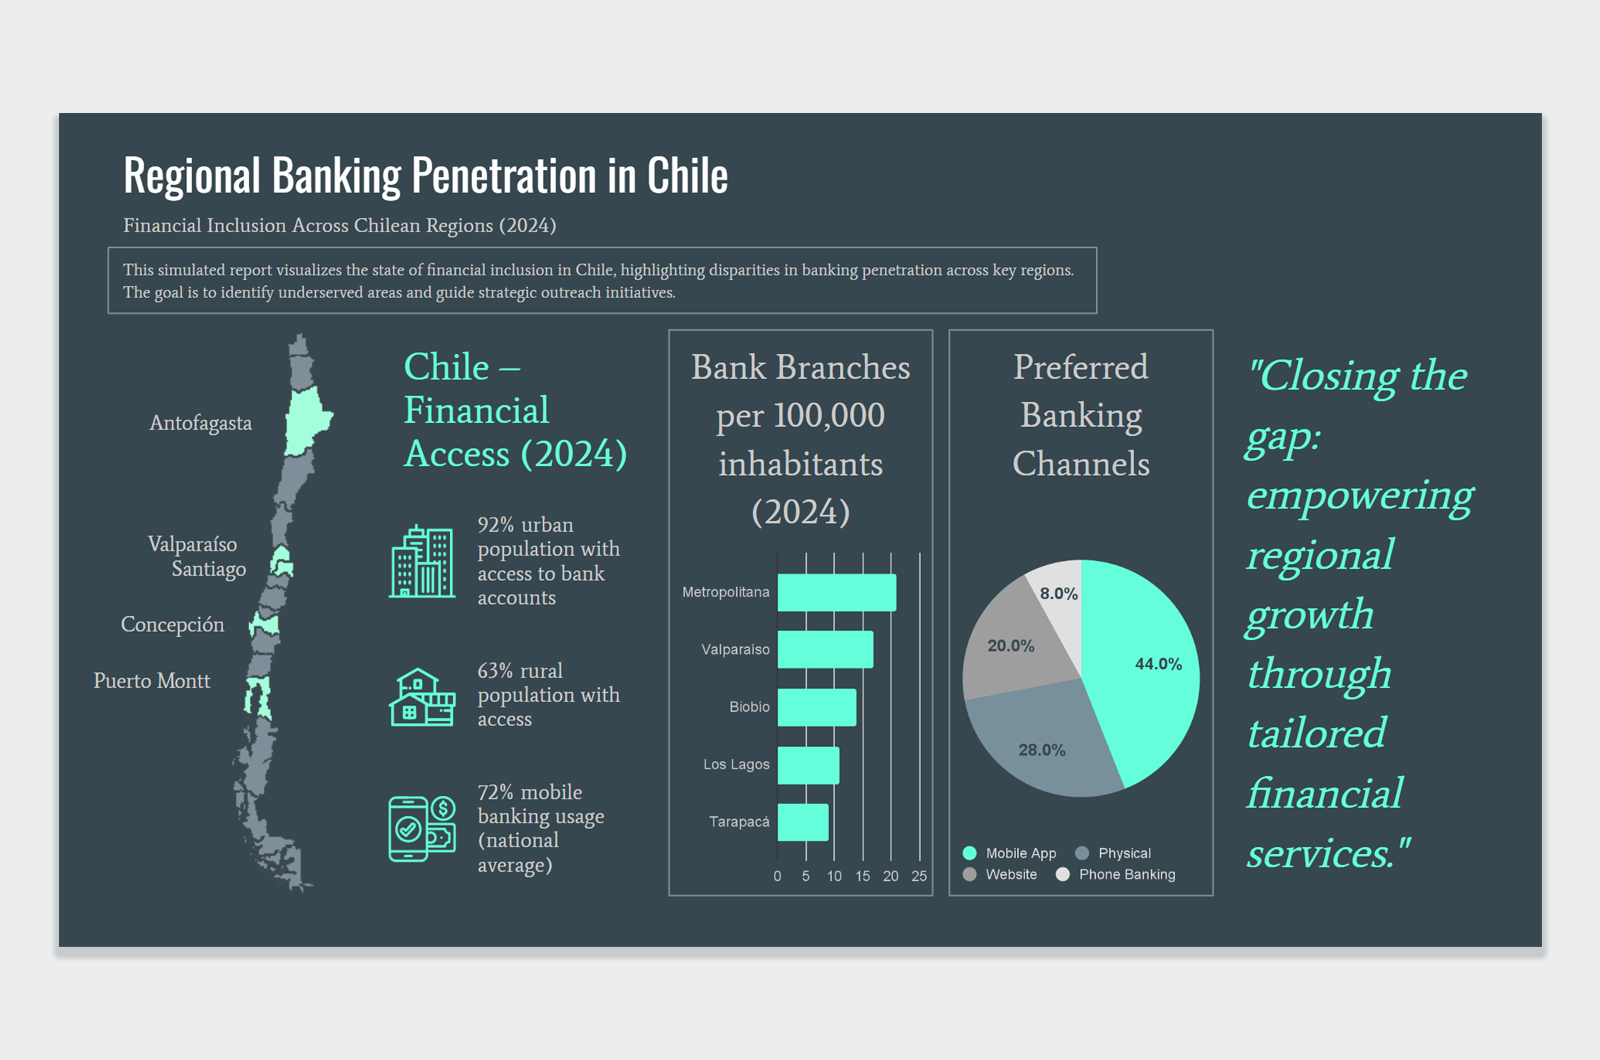 Regional Banking Penetration in Chile
Financial Inclusion Across Chilean Regions (2024)
This simulated report visualizes the state of financial inclusion in Chile, highlighting disparities in banking penetration across key regions.
The goal is to identify underserved areas and guide strategic outreach initiatives.
Antofagasta
Valparaíso
Santiago
Concepción
Puerto Montt
Chile –
Financial
Access (2024)
92% urban
population with
access to bank
accounts
63% rural
population with
access
72% mobile
banking usage
(national
average)
Bank Branches
per 100,000
inhabitants
(2024)
Metropolitana
Valparaiso
Biobio
Los Lagos
Tarapacá
0 5 10 15 20 25
Preferred
Banking
Channels
8.0%
20.0%
44.0%
28.0%
Mobile App Physical
Website Phone Banking
"Closing the
gap:
empowering
regional
growth
through
tailored
financial
services."